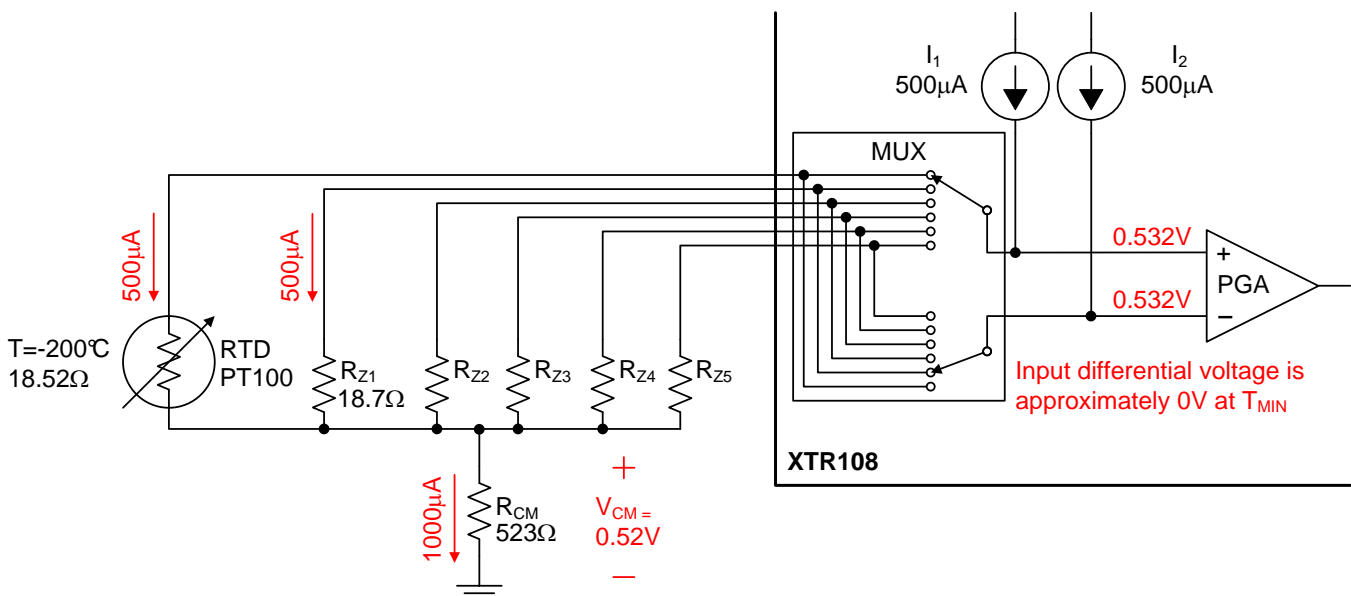 I1
500μA
I2
500μA
MUX
500μA
500μA
0.532V
+
PGA
0.532V
−
T=-200°C
18.52Ω
RTD
PT100
RZ1
18.7Ω
RZ2
RZ3
RZ4
RZ5
Input differential voltage is
approximately 0V at TMIN
XTR108
1000μA
RCM
523Ω
+
VCM =
0.52V
−